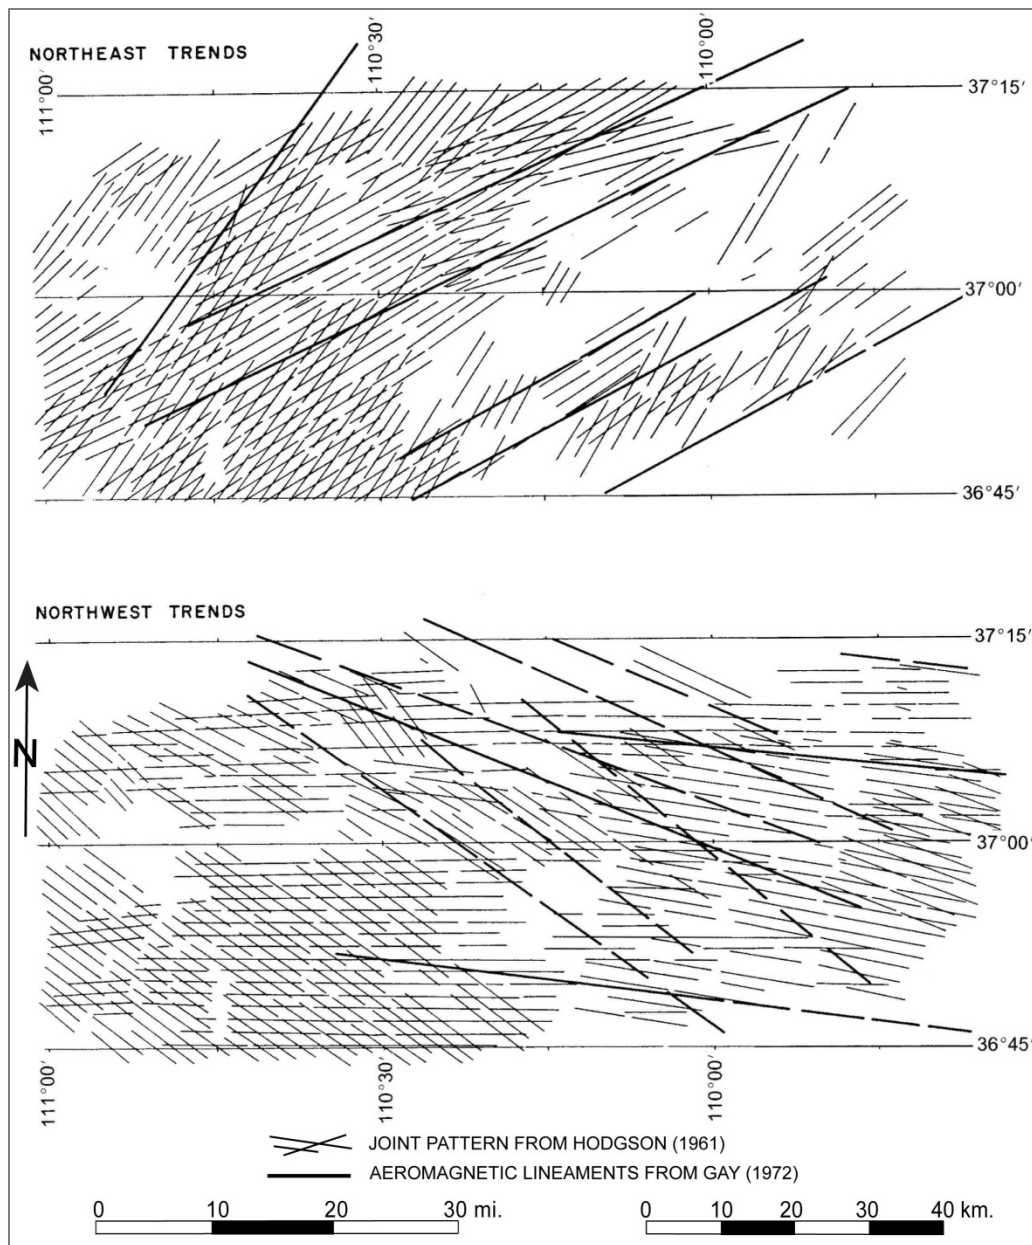 NORTHEAST TRENDS
111°00'
110°30'
110°00'
37°15'
37°00'
36°45'
NORTHWEST TRENDS
37°15'
N
37°00'
36°45'
111°00'
110°30'
110°00'
JOINT PATTERN FROM HODGSON (1961)
AEROMAGNETIC LINEAMENTS FROM GAY (1972)
0 10 20 30 mi.
0 10 20 30 40 km.